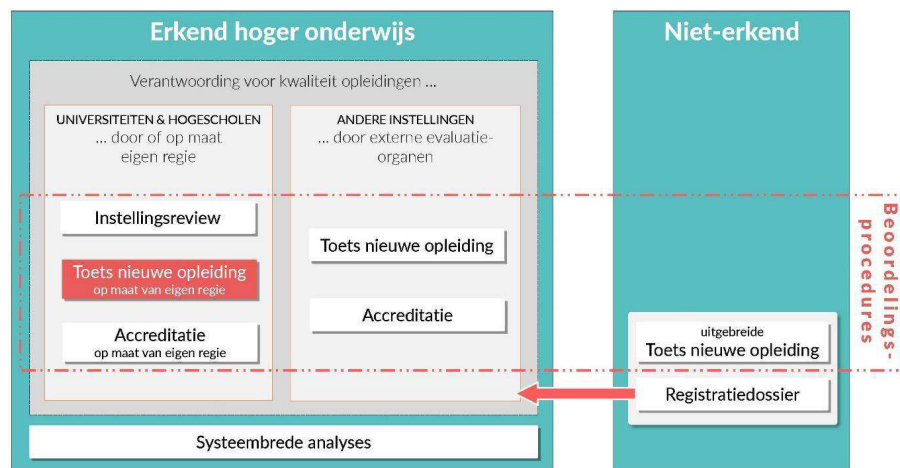 Erkend hoger onderwijs
Verantwoording voor kwaliteit opleidingen ...
UNIVERSITEITEN & HOGESCHOLEN
... door of op maat
eigen regie
Instellingsreview
Toets nieuwe opleiding
op maat van eigen regie
Accreditatie
op maat van eigen regie
ANDERE INSTELLINGEN
... door externe evaluatie-
organen
Toets nieuwe opleiding
Accreditatie
Systeembrede analyses
Niet-erkend
uitgebreide
Toets nieuwe opleiding
Registratiedossier
Beoordelings-
procedures